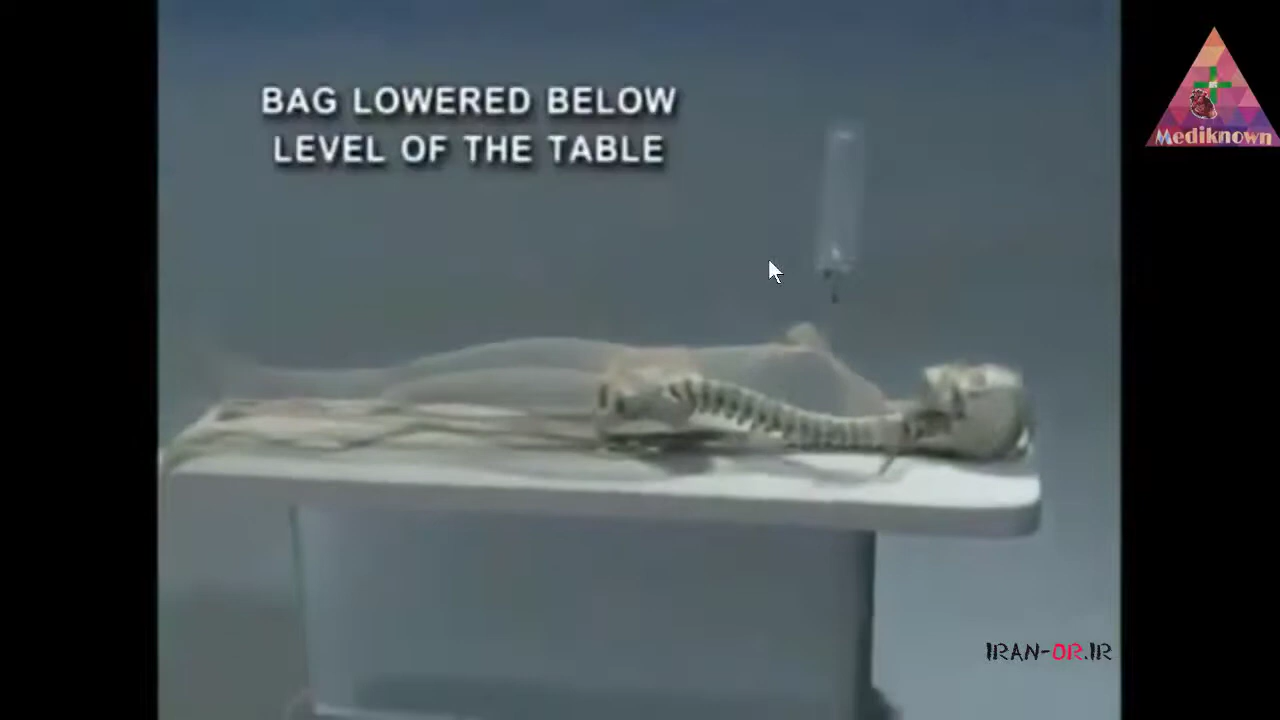 BAG LOWERED BELOW
LEVEL OF THE TABLE
Mediknown
IRAN-OR.IR